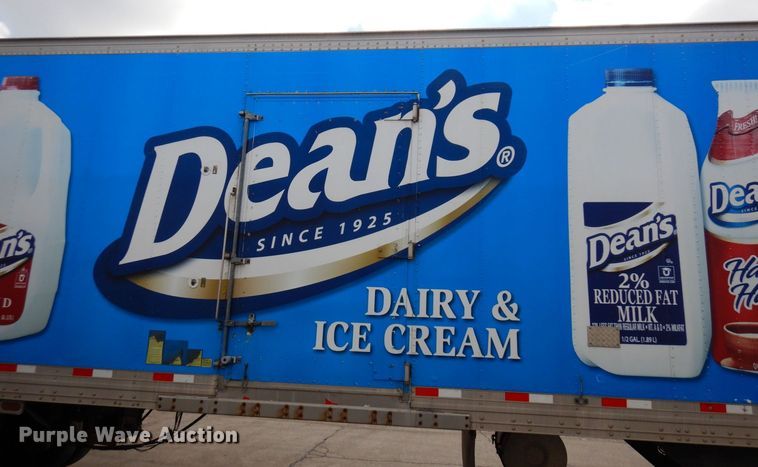 Dean's®
SINCE 1925
DAIRY &
ICE CREAM
Dean's
2%
REDUCED FAT
MILK
1/2 GAL. (1.89 L)
D
Purple Wave Auction